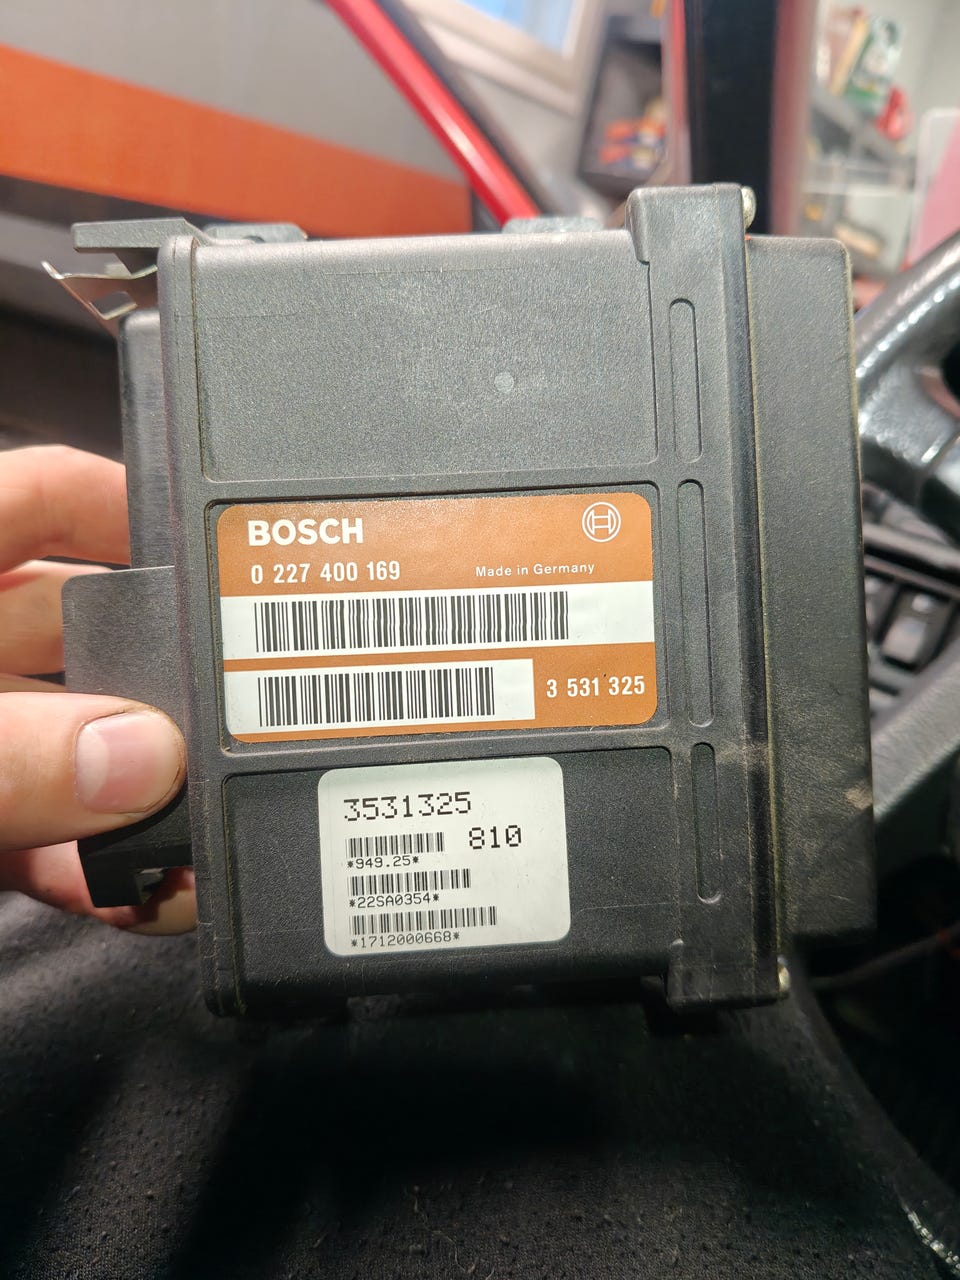 BOSCH
0 227 400 169
Made in Germany
3 531 325
3531325
810
*949.25*
*22SA0354*
*1712000668*